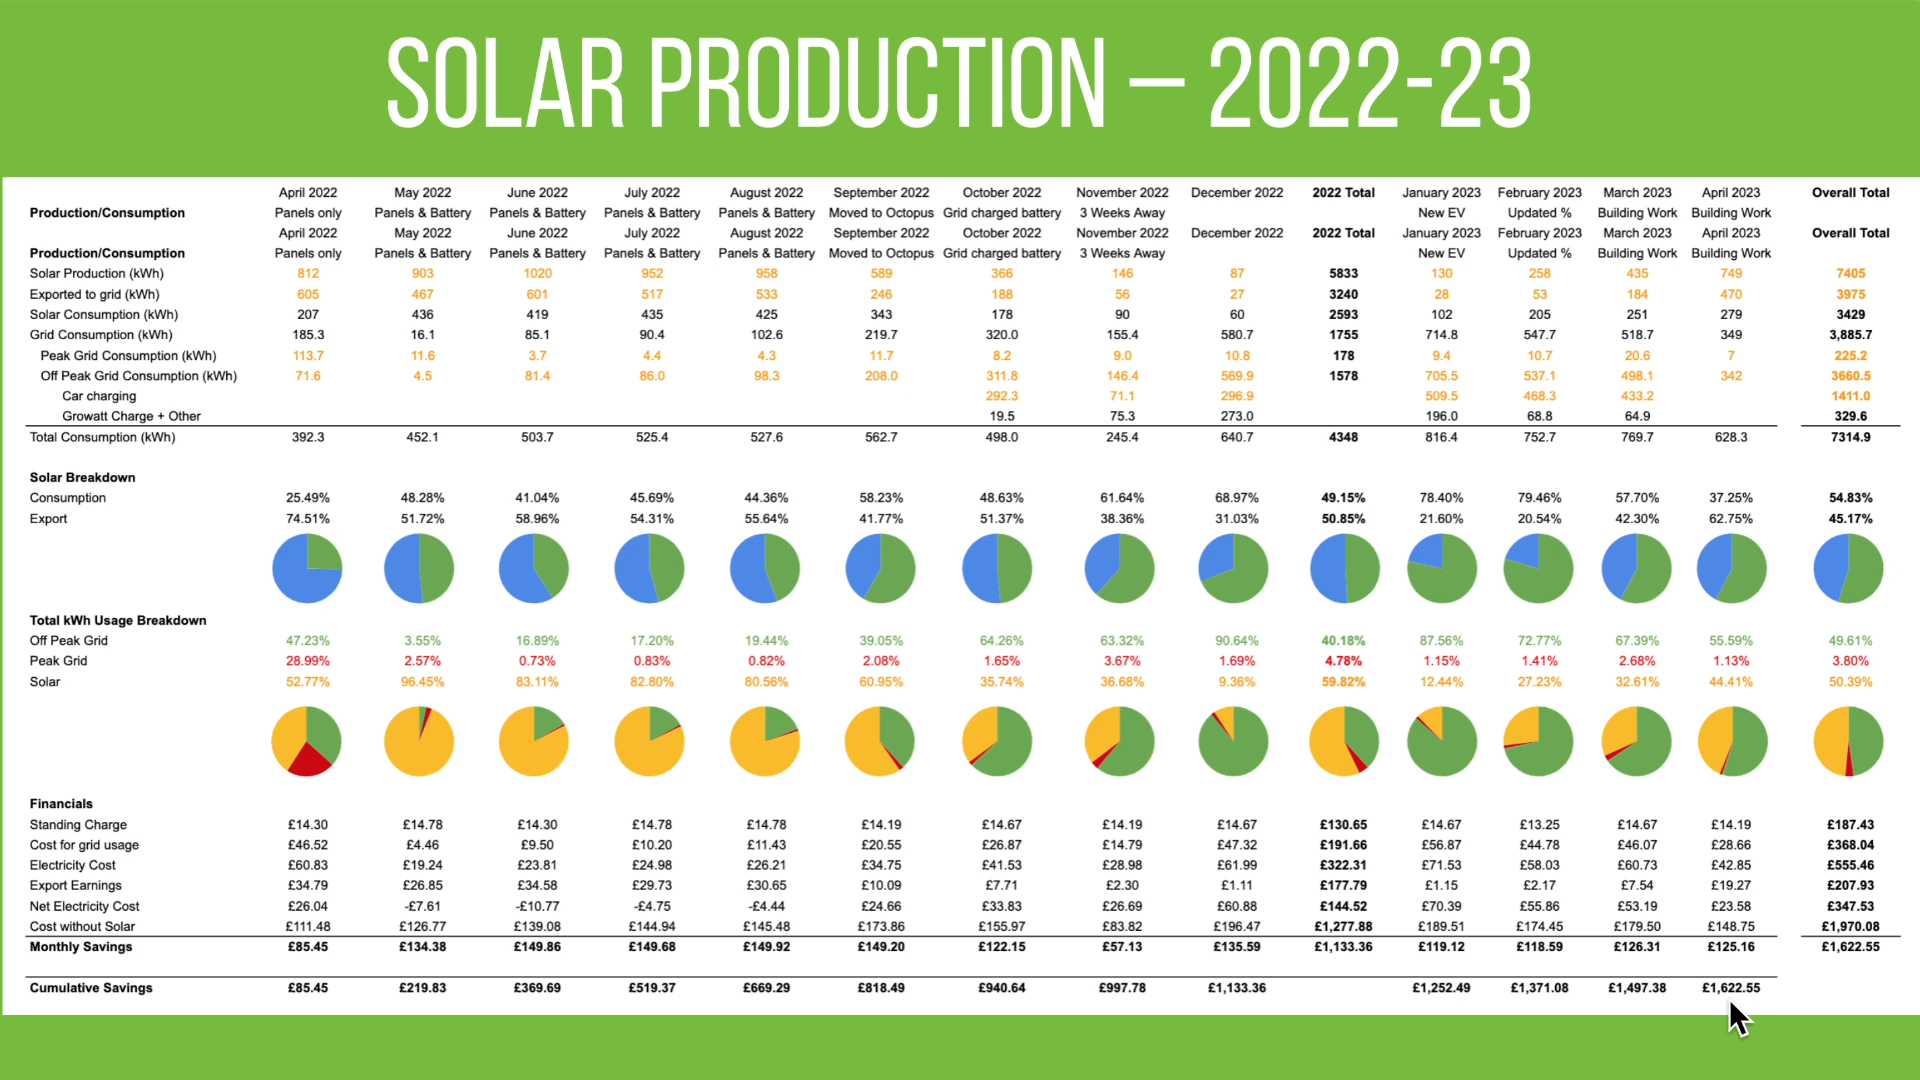 SOLAR PRODUCTION – 2022-23
April 2022 May 2022 June 2022 July 2022 August 2022 September 2022 October 2022 November 2022 December 2022 2022 Total January 2023 February 2023 March 2023 April 2023 Overall Total
Production/Consumption Panels only Panels & Battery Panels & Battery Panels & Battery Panels & Battery Moved to Octopus Grid charged battery 3 Weeks Away New EV Updated % Building Work Building Work
April 2022 May 2022 June 2022 July 2022 August 2022 September 2022 October 2022 November 2022 December 2022 2022 Total January 2023 February 2023 March 2023 April 2023 Overall Total
Production/Consumption Panels only Panels & Battery Panels & Battery Panels & Battery Panels & Battery Moved to Octopus Grid charged battery 3 Weeks Away New EV Updated % Building Work Building Work
Solar Production (kWh) 812 903 1020 952 958 589 366 146 87 5833 130 258 435 749 7405
Exported to grid (kWh) 605 467 601 517 533 246 188 56 27 3240 28 53 184 470 3975
Solar Consumption (kWh) 207 436 419 435 425 343 178 90 60 2593 102 205 251 279 3429
Grid Consumption (kWh) 185.3 16.1 85.1 90.4 102.6 219.7 320.0 155.4 580.7 1755 714.8 547.7 518.7 349 3,885.7
Peak Grid Consumption (kWh) 113.7 11.6 3.7 4.4 4.3 11.7 8.2 9.0 10.8 178 9.4 10.7 20.6 7 225.2
Off Peak Grid Consumption (kWh) 71.6 4.5 81.4 86.0 98.3 208.0 311.8 146.4 569.9 1578 705.5 537.1 498.1 342 3660.5
Car charging 292.3 71.1 296.9 509.5 468.3 433.2 1411.0
Growatt Charge + Other 19.5 75.3 273.0 196.0 68.8 64.9 329.6
Total Consumption (kWh) 392.3 452.1 503.7 525.4 527.6 562.7 498.0 245.4 640.7 4348 816.4 752.7 769.7 628.3 7314.9
Solar Breakdown
Consumption 25.49% 48.28% 41.04% 45.69% 44.36% 58.23% 48.63% 61.64% 68.97% 49.15% 78.40% 79.46% 57.70% 37.25% 54.83%
Export 74.51% 51.72% 58.96% 54.31% 55.64% 41.77% 51.37% 38.36% 31.03% 50.85% 21.60% 20.54% 42.30% 62.75% 45.17%
Total kWh Usage Breakdown
Off Peak Grid 47.23% 3.55% 16.89% 17.20% 19.44% 39.05% 64.26% 63.32% 90.64% 40.18% 87.56% 72.77% 67.39% 55.59% 49.61%
Peak Grid 28.99% 2.57% 0.73% 0.83% 0.82% 2.08% 1.65% 3.67% 1.69% 4.78% 1.15% 1.41% 2.68% 1.13% 3.80%
Solar 52.77% 96.45% 83.11% 82.80% 80.56% 60.95% 35.74% 36.68% 9.36% 59.82% 12.44% 27.23% 32.61% 44.41% 50.39%
Financials
Standing Charge £14.30 £14.78 £14.30 £14.78 £14.78 £14.19 £14.67 £14.19 £14.67 £130.65 £14.67 £13.25 £14.67 £14.19 £187.43
Cost for grid usage £46.52 £4.46 £9.50 £10.20 £11.43 £20.55 £26.87 £14.79 £47.32 £191.66 £56.87 £44.78 £46.07 £28.66 £368.04
Electricity Cost £60.83 £19.24 £23.81 £24.98 £26.21 £34.75 £41.53 £28.98 £61.99 £322.31 £71.53 £58.03 £60.73 £42.85 £555.46
Export Earnings £34.79 £26.85 £34.58 £29.73 £30.65 £10.09 £7.71 £2.30 £1.11 £177.79 £1.15 £2.17 £7.54 £19.27 £207.93
Net Electricity Cost £26.04 -£7.61 -£10.77 -£4.75 -£4.44 £24.66 £33.83 £26.69 £60.88 £144.52 £70.39 £55.86 £53.19 £23.58 £347.53
Cost without Solar £111.48 £126.77 £139.08 £144.94 £145.48 £173.86 £155.97 £83.82 £196.47 £1,277.88 £189.51 £174.45 £179.50 £148.75 £1,970.08
Monthly Savings £85.45 £134.38 £149.86 £149.68 £149.92 £149.20 £122.15 £57.13 £135.59 £1,133.36 £119.12 £118.59 £126.31 £125.16 £1,622.55
Cumulative Savings £85.45 £219.83 £369.69 £519.37 £669.29 £818.49 £940.64 £997.78 £1,133.36 £1,252.49 £1,371.08 £1,497.38 £1,622.55